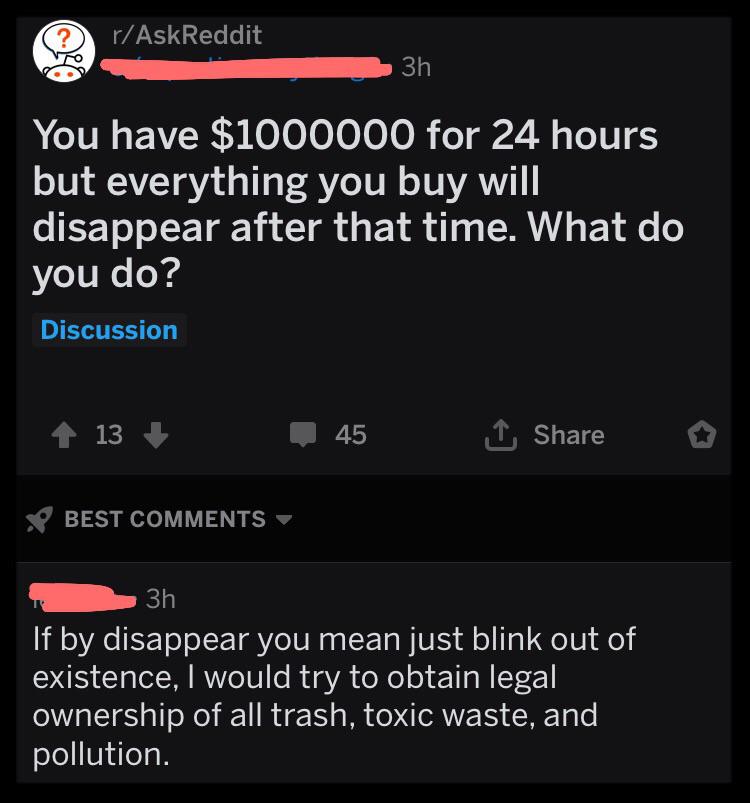 r/AskReddit
3h
You have $1000000 for 24 hours
but everything you buy will
disappear after that time. What do
you do?
Discussion
13 45 Share
BEST COMMENTS
3h
If by disappear you mean just blink out of
existence, I would try to obtain legal
ownership of all trash, toxic waste, and
pollution.